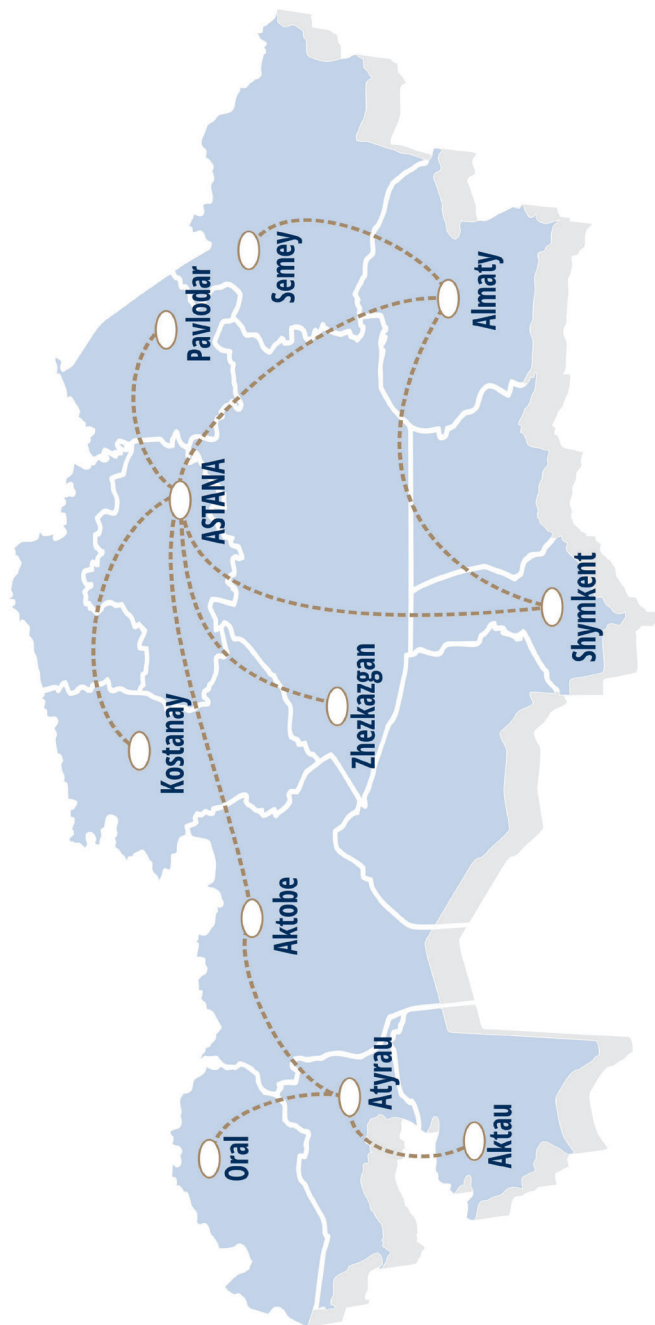 Kostanay
Pavlodar
ASTANA
Oral
Aktobe
Semey
Zhezkazgan
Atyrau
Almaty
Aktau
Shymkent